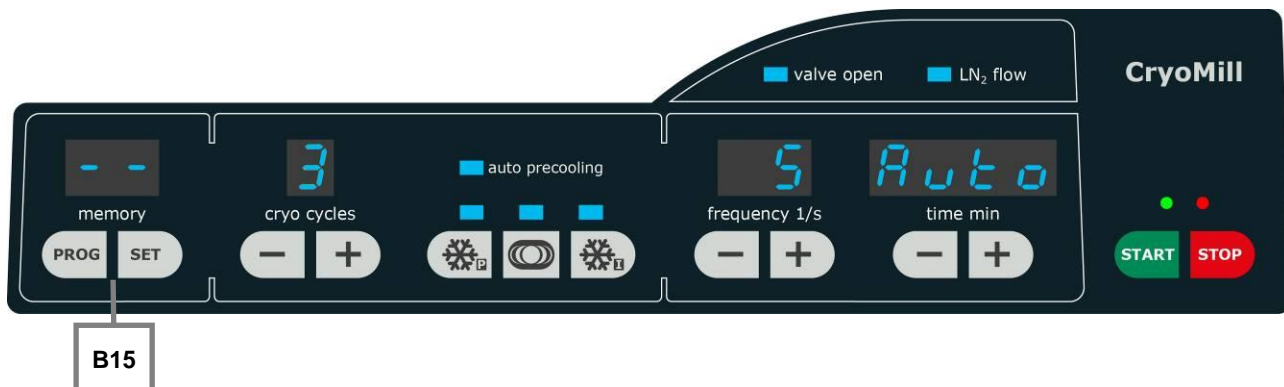 valve open LN₂ flow CryoMill
-- 3 5 Auto
auto precooling
memory cryo cycles frequency 1/s time min
PROG SET − + P I − + − + START STOP
B15